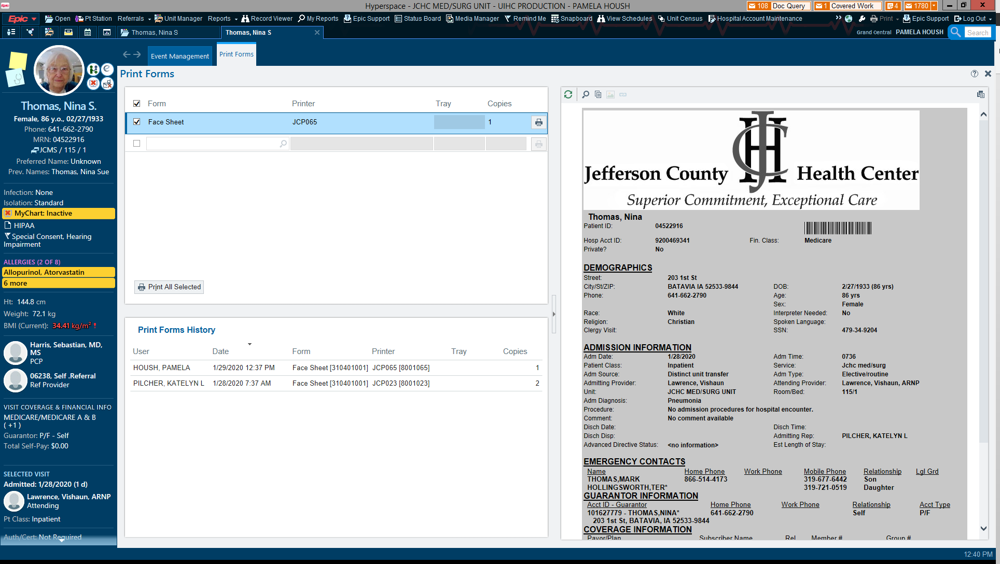 Hyperspace - JCHC MED/SURG UNIT - UIHC PRODUCTION - PAMELA HOUSH
108 Doc Query
1 Covered Work
4
1780
Epic
Open
Pt Station
Referrals
Unit Manager
Reports
Record Viewer
My Reports
Epic Support
Status Board
Media Manager
Remind Me
Snapboard
View Schedules
Unit Census
Hospital Account Maintenance
Print
Epic Support
Log Out
Thomas, Nina S
Thomas, Nina S
Grand Central PAMELA HOUSH
Search
Event Management
Print Forms
Thomas, Nina S.
Female, 86 y.o., 02/27/1933
Phone: 641-662-2790
MRN: 04522916
JCMS / 115 / 1
Preferred Name: Unknown
Prev. Names: Thomas, Nina Sue
Infection: None
Isolation: Standard
MyChart: Inactive
HIPAA
Special Consent, Hearing
Impairment
ALLERGIES (2 OF 8)
Allopurinol, Atorvastatin
6 more
Ht: 144.8 cm
Weight: 72.1 kg
BMI (Current): 34.41 kg/m² !
Harris, Sebastian, MD,
MS
PCP
06238, Self .Referral
Ref Provider
VISIT COVERAGE & FINANCIAL INFO
MEDICARE/MEDICARE A & B
( +1 )
Guarantor: P/F - Self
Total Self-Pay: $0.00
SELECTED VISIT
Admitted: 1/28/2020 (1 d)
Lawrence, Vishaun, ARNP
Attending
Pt Class: Inpatient
Auth/Cert: Not Required
Print Forms
Form Printer Tray Copies
Face Sheet JCP065 1
Print All Selected
Print Forms History
User Date Form Printer Tray Copies
HOUSH, PAMELA 1/29/2020 12:37 PM Face Sheet [310401001] JCP065 [8001065] 1
PILCHER, KATELYN L 1/28/2020 7:37 AM Face Sheet [310401001] JCP023 [8001023] 2
Jefferson County JCH Health Center
Superior Commitment, Exceptional Care
Thomas, Nina
Patient ID: 04522916
Hosp Acct ID: 9200469341 Fin. Class: Medicare
Private? No
DEMOGRAPHICS
Street: 203 1st St
City/St/ZIP: BATAVIA IA 52533-9844 DOB: 2/27/1933 (86 yrs)
Phone: 641-662-2790 Age: 86 yrs
Sex: Female
Race: White Interpreter Needed: No
Religion: Christian Spoken Language:
Clergy Visit: SSN: 479-34-9204
ADMISSION INFORMATION
Adm Date: 1/28/2020 Adm Time: 0736
Patient Class: Inpatient Service: Jchc med/surg
Adm Source: Distinct unit transfer Adm Type: Elective/routine
Admitting Provider: Lawrence, Vishaun Attending Provider: Lawrence, Vishaun, ARNP
Unit: JCHC MED/SURG UNIT Room/Bed: 115/1
Adm Diagnosis: Pneumonia
Procedure: No admission procedures for hospital encounter.
Comment: No comment available
Disch Date: Disch Time:
Disch Disp: Admitting Rep: PILCHER, KATELYN L
Advanced Directive Status: <no information> Est Length of Stay:
EMERGENCY CONTACTS
Name Home Phone Work Phone Mobile Phone Relationship Lgl Grd
THOMAS,MARK 866-514-4173 319-677-6442 Son
HOLLINGSWORTH,TER* 319-721-0519 Daughter
GUARANTOR INFORMATION
Acct ID - Guarantor Home Phone Work Phone Relationship Acct Type
101627779 - THOMAS,NINA* 641-662-2790 Self P/F
203 1st St, BATAVIA, IA 52533-9844
COVERAGE INFORMATION
Payor/Plan Subscriber Name Rel Member # Group #
12:40 PM